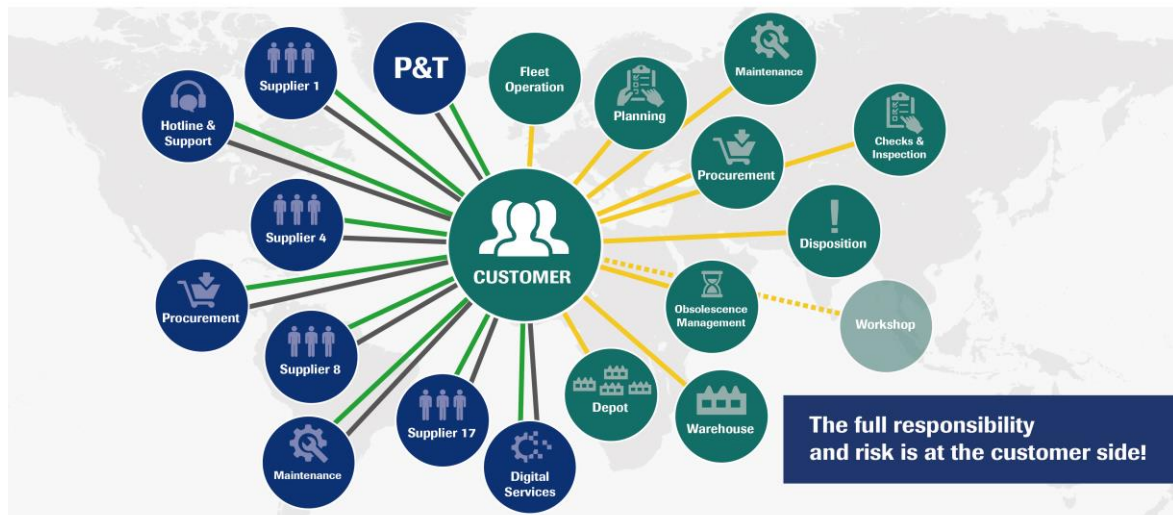 Supplier 1
P&T
Fleet
Operation
Planning
Maintenance
Hotline &
Support
Procurement
Checks &
Inspection
Supplier 4
Disposition
CUSTOMER
Procurement
Obsolescence
Management
Workshop
Supplier 8
Supplier 17
Depot
Warehouse
Maintenance
Digital
Services
The full responsibility
and risk is at the customer side!